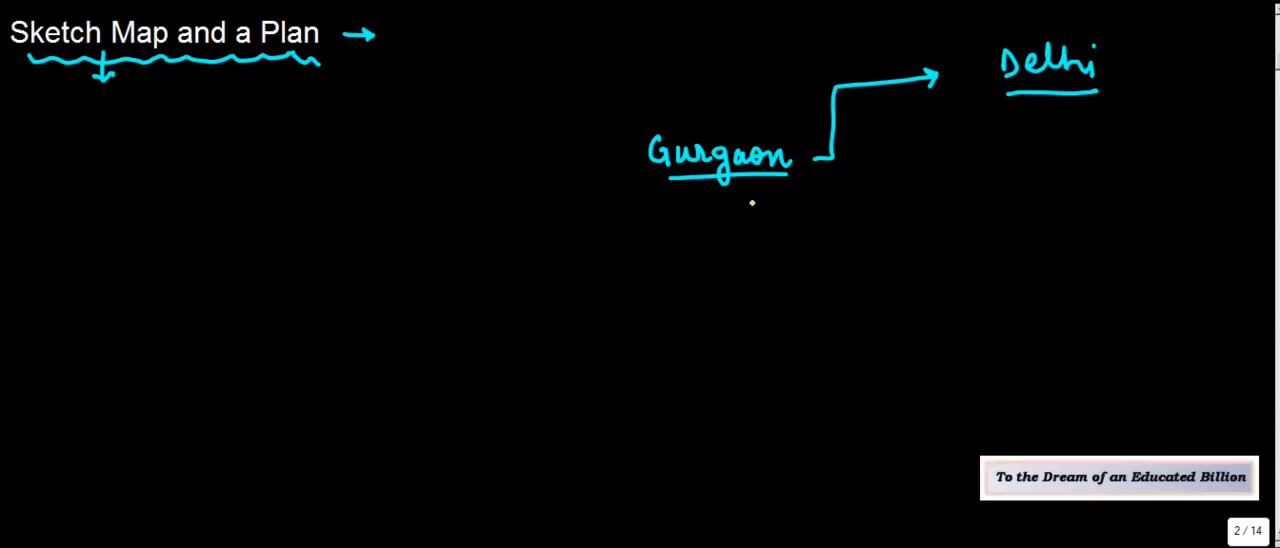 Sketch Map and a Plan
Delhi
Gurgaon
To the Dream of an Educated Billion
2 / 14